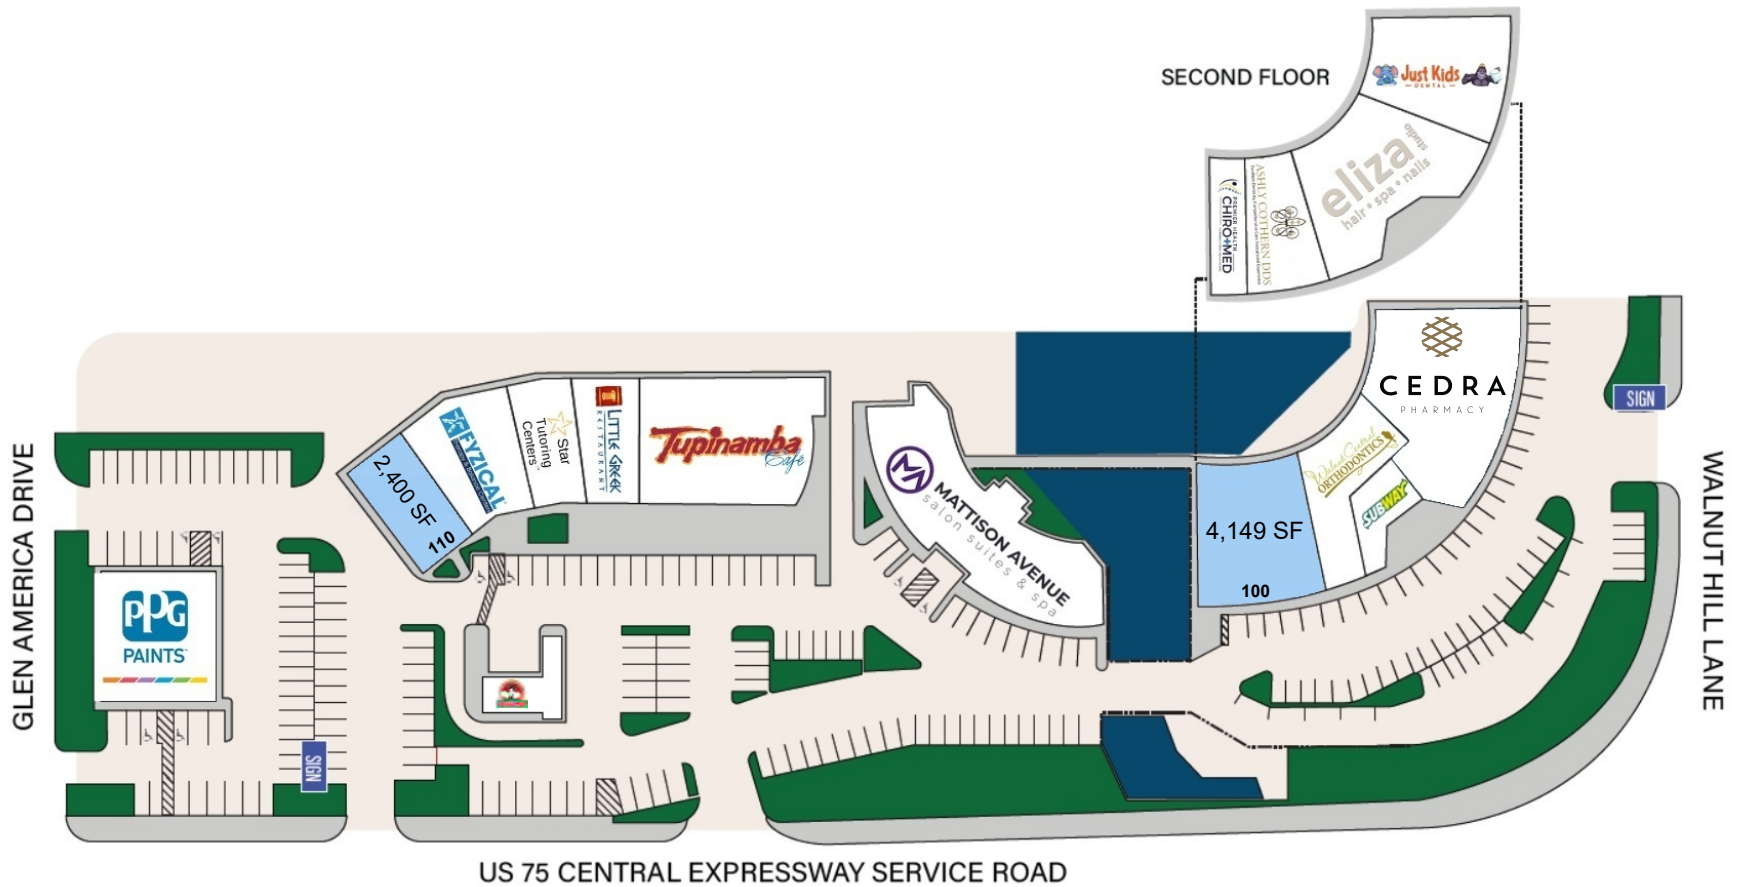 SECOND FLOOR
Just Kids
DENTAL
eliza
studio
hair • spa • nails
ASHLY COTHERN DDS
PREMIER HEALTH
CHIRO+MED
CEDRA
PHARMACY
SIGN
Walnut Central
ORTHODONTICS
SUBWAY
4,149 SF
100
MATTISON AVENUE
salon suites & spa
Tupinamba
Café
LITTLE GREEK
RESTAURANT
Star
Tutoring
Centers
FYZICAL
2,400 SF
110
PPG
PAINTS
SIGN
GLEN AMERICA DRIVE
WALNUT HILL LANE
US 75 CENTRAL EXPRESSWAY SERVICE ROAD